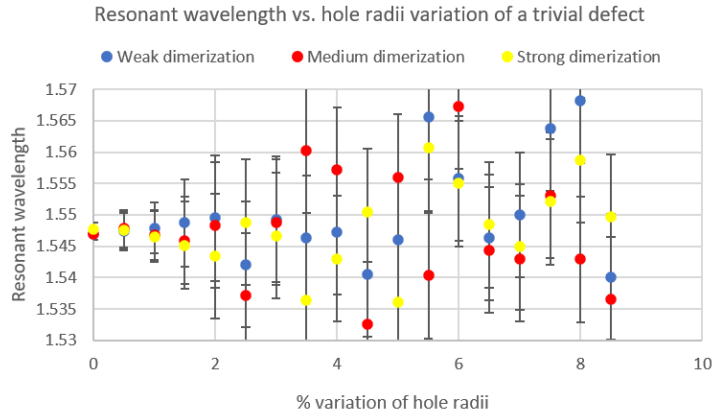 Resonant wavelength vs. hole radii variation of a trivial defect
Weak dimerization Medium dimerization Strong dimerization
1.57
1.565
1.56
1.555
1.55
1.545
1.54
1.535
1.53
Resonant wavelength
0 2 4 6 8 10
% variation of hole radii